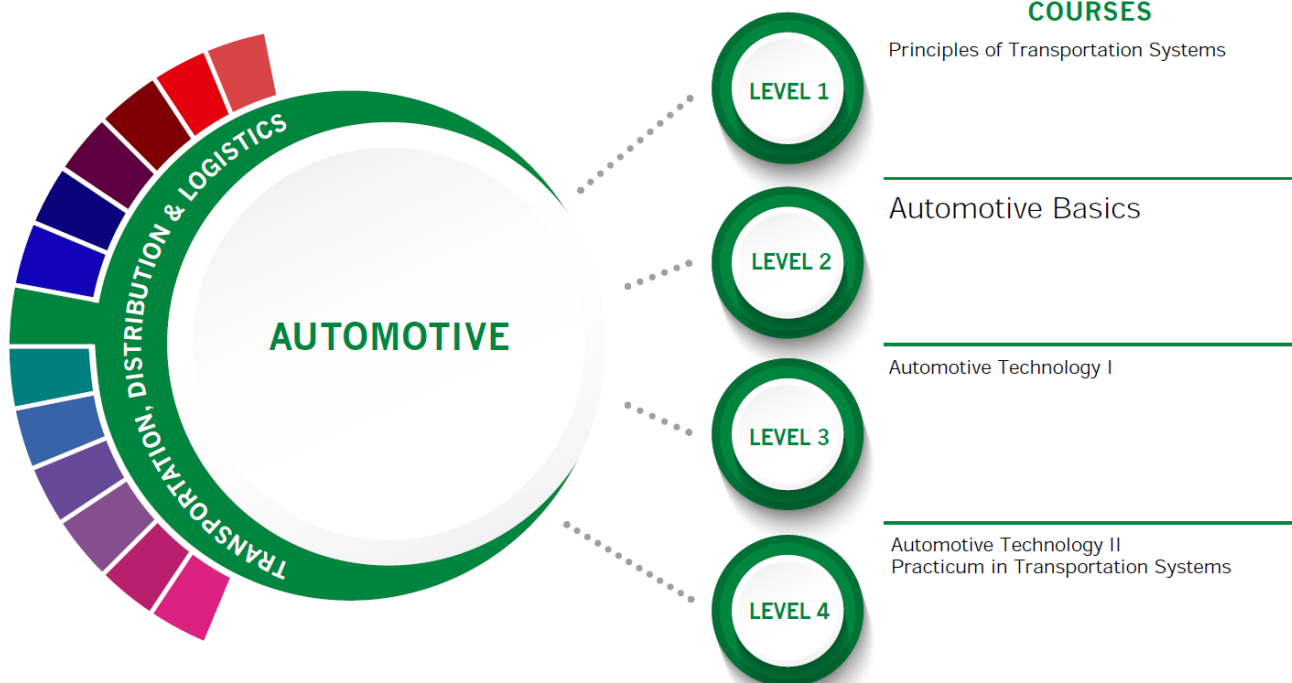 TRANSPORTATION, DISTRIBUTION & LOGISTICS
AUTOMOTIVE
COURSES
LEVEL 1
Principles of Transportation Systems
LEVEL 2
Automotive Basics
LEVEL 3
Automotive Technology I
LEVEL 4
Automotive Technology II
Practicum in Transportation Systems